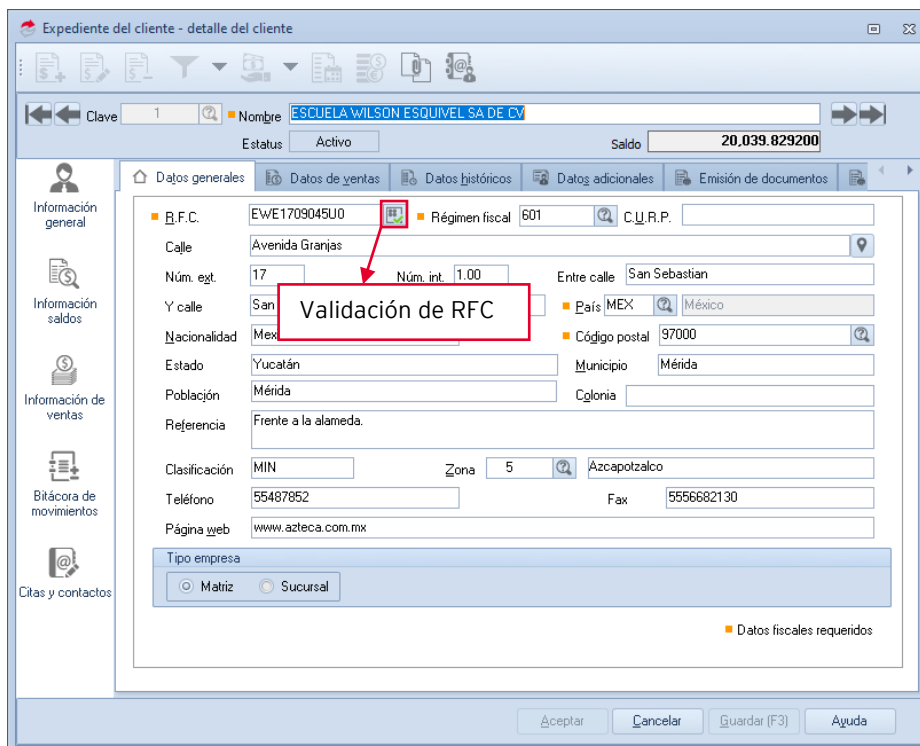 Expediente del cliente - detalle del cliente
Clave 1 Nombre ESCUELA WILSON ESQUIVEL SA DE CV
Estatus Activo Saldo 20,039.829200
Información general
Información saldos
Información de ventas
Bitácora de movimientos
Citas y contactos
Datos generales Datos de ventas Datos históricos Datos adicionales Emisión de documentos
R.F.C. EWE1709045U0 Régimen fiscal 601 C.U.R.P.
Calle Avenida Granjas
Núm. ext. 17 Núm. int. 1.00 Entre calle San Sebastian
Y calle San País MEX México
Validación de RFC
Nacionalidad Mex Código postal 97000
Estado Yucatán Municipio Mérida
Población Mérida Colonia
Referencia Frente a la alameda.
Clasificación MIN Zona 5 Azcapotzalco
Teléfono 55487852 Fax 5556682130
Página web www.azteca.com.mx
Tipo empresa
Matriz Sucursal
Datos fiscales requeridos
Aceptar Cancelar Guardar (F3) Ayuda